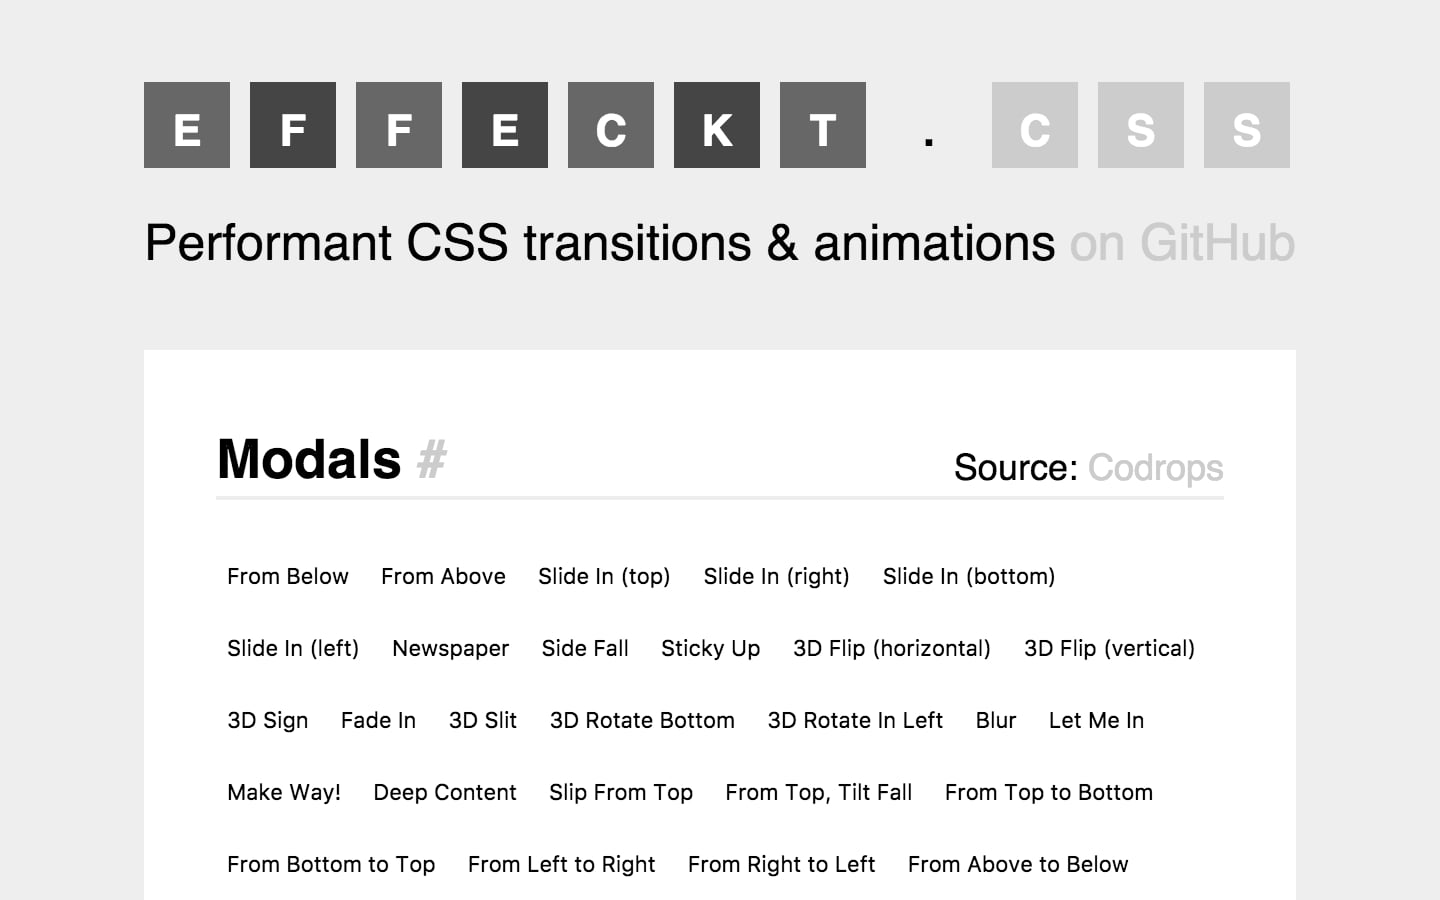 EFFECKT.CSS
Performant CSS transitions & animations on GitHub
Modals # Source: Codrops
From Below From Above Slide In (top) Slide In (right) Slide In (bottom)
Slide In (left) Newspaper Side Fall Sticky Up 3D Flip (horizontal) 3D Flip (vertical)
3D Sign Fade In 3D Slit 3D Rotate Bottom 3D Rotate In Left Blur Let Me In
Make Way! Deep Content Slip From Top From Top, Tilt Fall From Top to Bottom
From Bottom to Top From Left to Right From Right to Left From Above to Below